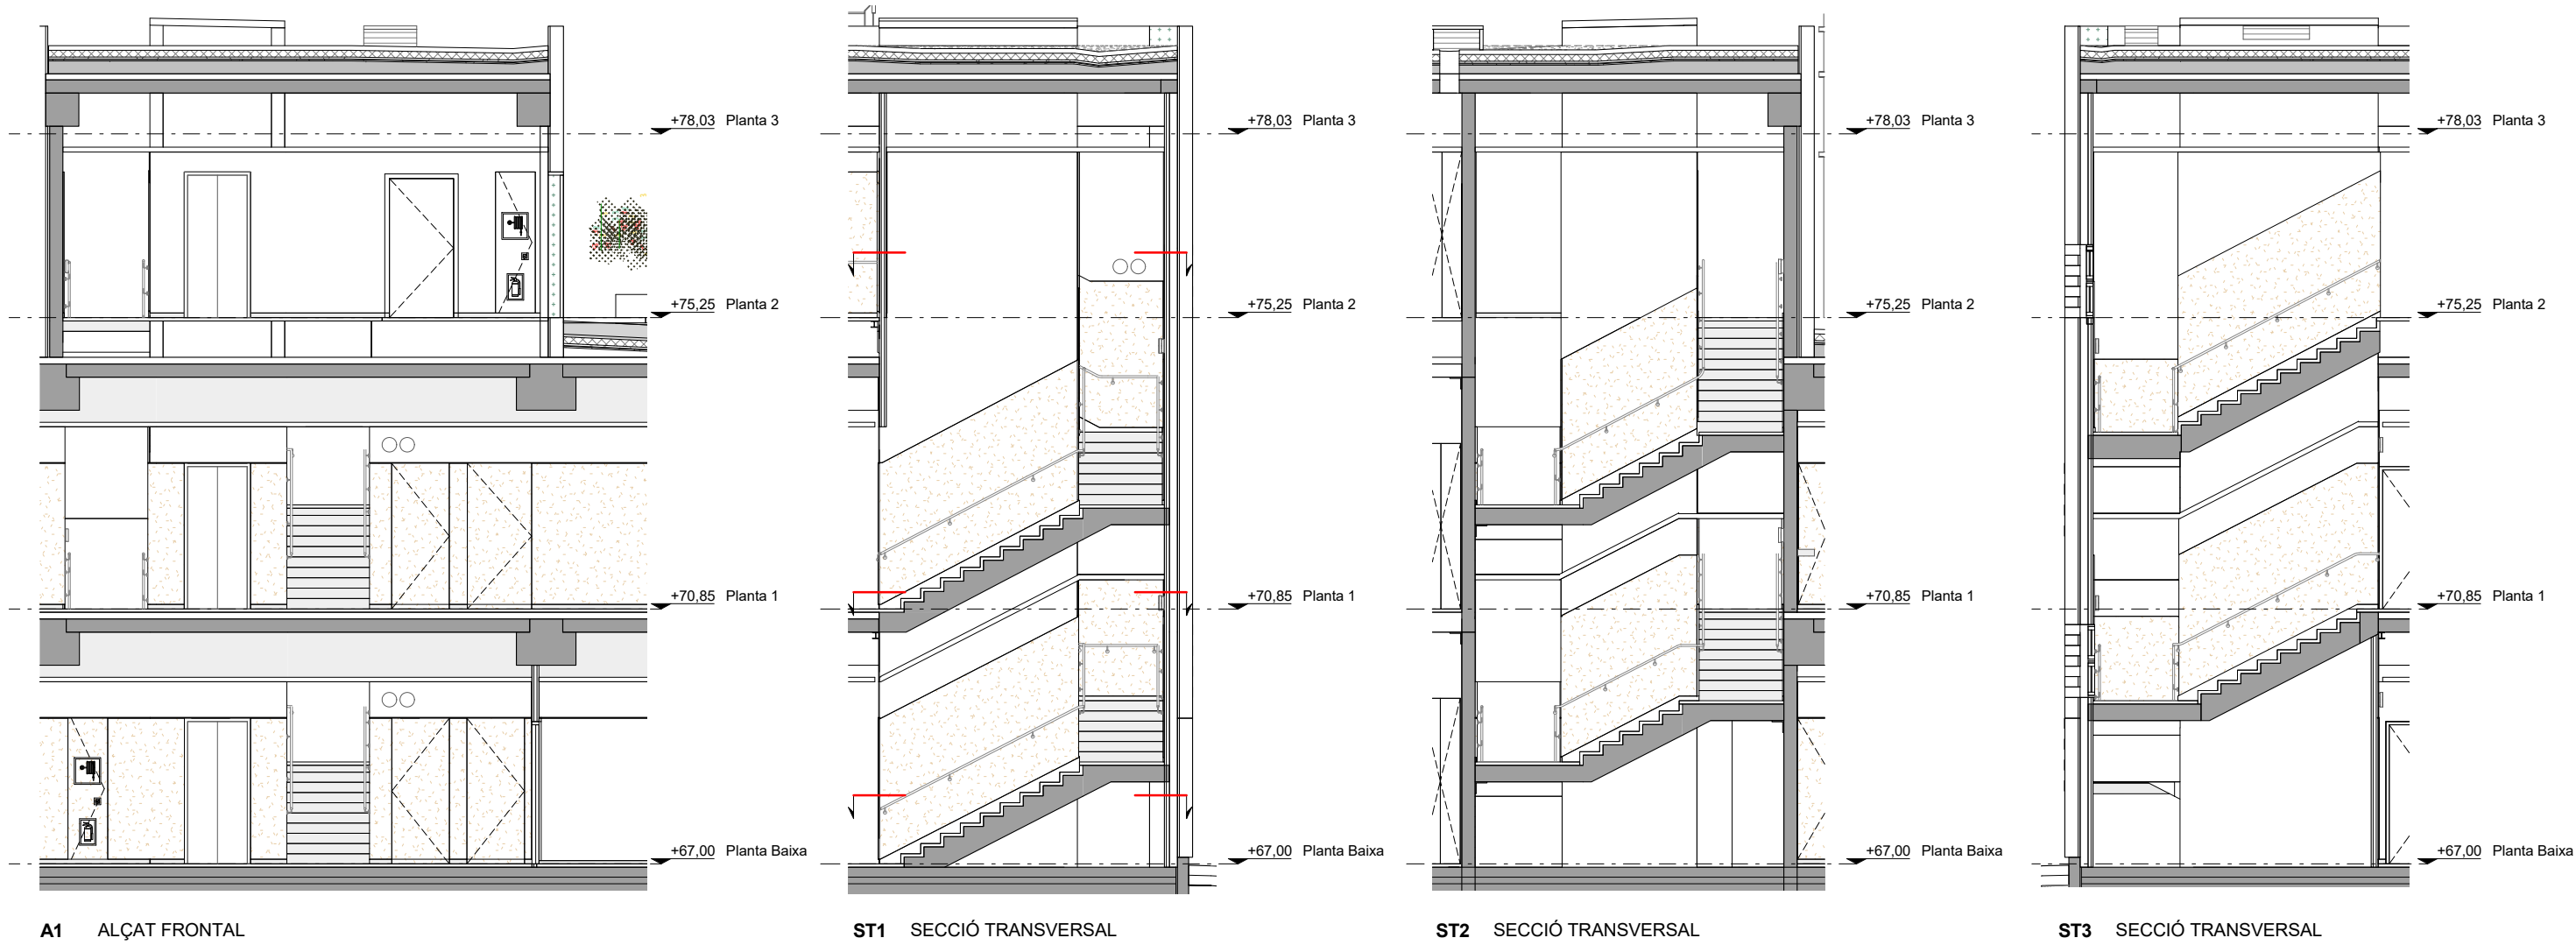 +78,03 Planta 3
+78,03 Planta 3
+78,03 Planta 3
+78,03 Planta 3
+75,25 Planta 2
+75,25 Planta 2
+75,25 Planta 2
+75,25 Planta 2
+70,85 Planta 1
+70,85 Planta 1
+70,85 Planta 1
+70,85 Planta 1
+67,00 Planta Baixa
+67,00 Planta Baixa
+67,00 Planta Baixa
+67,00 Planta Baixa
A1 ALÇAT FRONTAL
ST1 SECCIÓ TRANSVERSAL
ST2 SECCIÓ TRANSVERSAL
ST3 SECCIÓ TRANSVERSAL